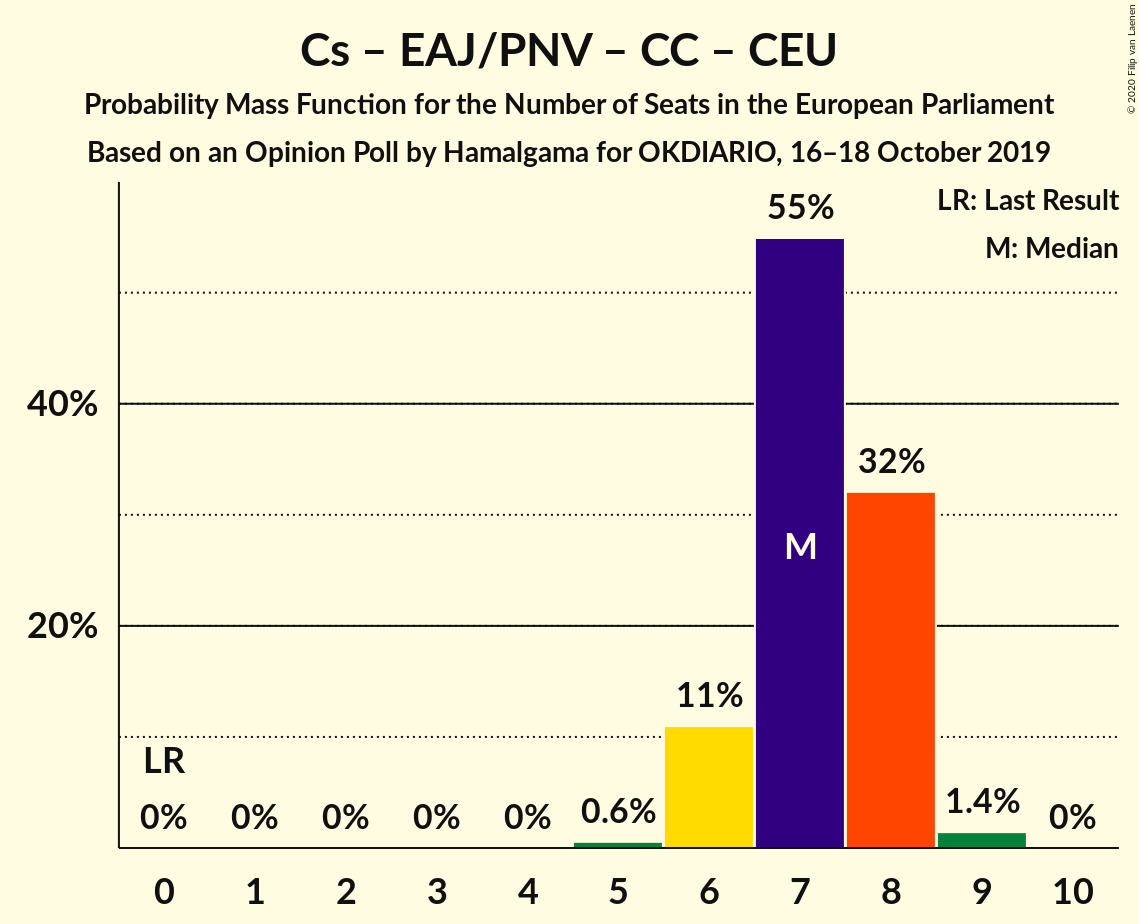 Cs – EAJ/PNV – CC – CEU
Probability Mass Function for the Number of Seats in the European Parliament
Based on an Opinion Poll by Hamalgama for OKDIARIO, 16–18 October 2019
© 2020 Filip van Laenen
LR: Last Result
M: Median
55%
40%
32%
M
20%
11%
LR
0% 0% 0% 0% 0% 0.6% 1.4% 0%
0 1 2 3 4 5 6 7 8 9 10